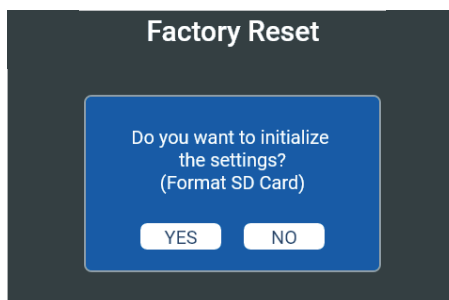 Factory Reset
Do you want to initialize
the settings?
(Format SD Card)
YES NO